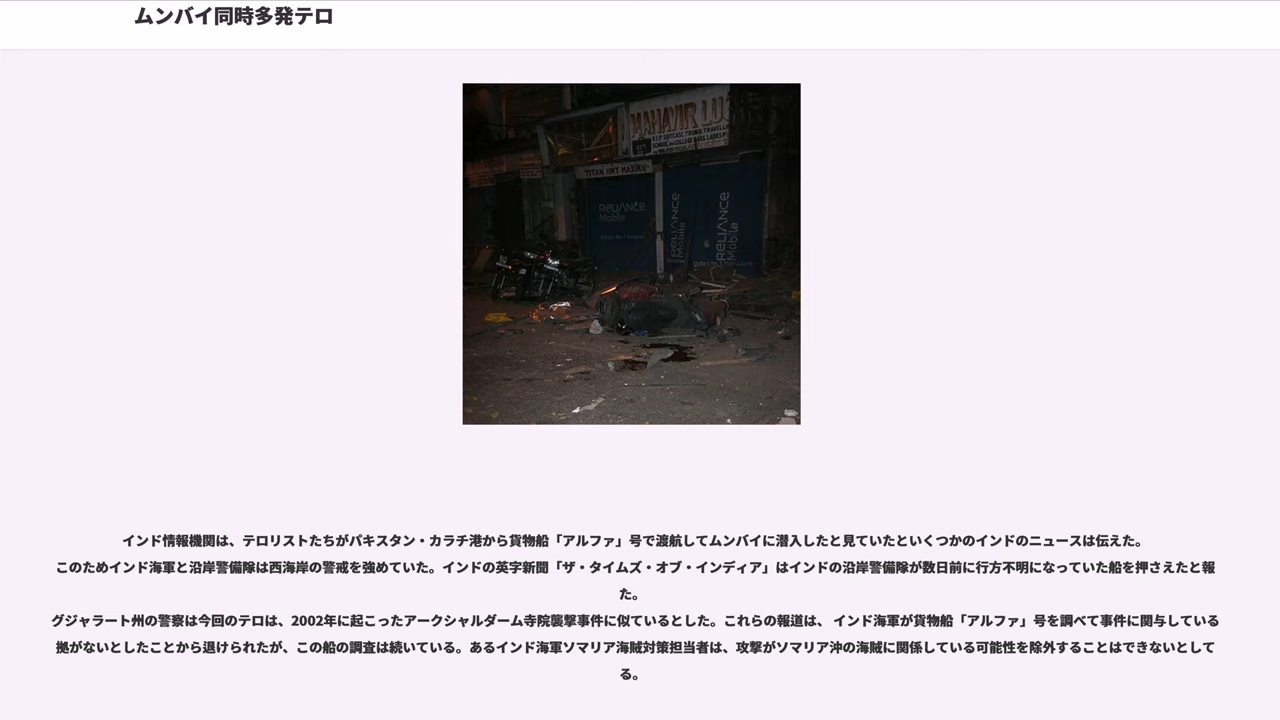 ムンバイ同時多発テロ
MAHAVIR LU
V.I.P. SUITCASE, TRUNK, TRAVELL
SCHOOL AND COLLEGE BAGS, LADIES P
TITAN UNIT MAXIMA
RELIANCE
Mobile
RELIANCE
Mobile
RELIANCE
Mobile
インド情報機関は、テロリストたちがパキスタン・カラチ港から貨物船「アルファ」号で渡航してムンバイに潜入したと見ていたといくつかのインドのニュースは伝えた。
このためインド海軍と沿岸警備隊は西海岸の警戒を強めていた。インドの英字新聞「ザ・タイムズ・オブ・インディア」はインドの沿岸警備隊が数日前に行方不明になっていた船を押さえたと報
た。
グジャラート州の警察は今回のテロは、2002年に起こったアークシャルダーム寺院襲撃事件に似ているとした。これらの報道は、 インド海軍が貨物船「アルファ」号を調べて事件に関与している
拠がないとしたことから退けられたが、この船の調査は続いている。あるインド海軍ソマリア海賊対策担当者は、攻撃がソマリア沖の海賊に関係している可能性を除外することはできないとして
る。